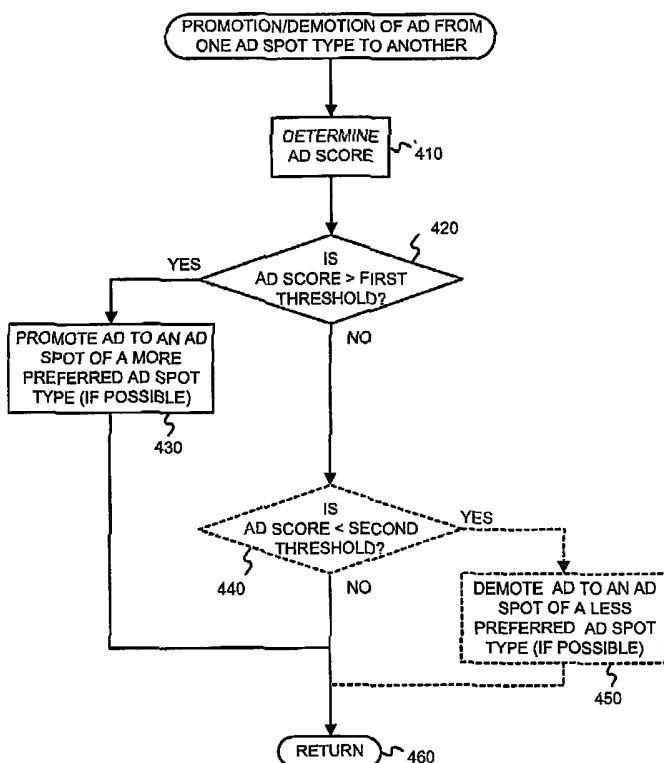 PROMOTION/DEMOTION OF AD FROM
ONE AD SPOT TYPE TO ANOTHER
DETERMINE
AD SCORE
410
420
IS
AD SCORE > FIRST
THRESHOLD?
YES
NO
PROMOTE AD TO AN AD
SPOT OF A MORE
PREFERRED AD SPOT
TYPE (IF POSSIBLE)
430
IS
AD SCORE < SECOND
THRESHOLD?
YES
440
NO
DEMOTE AD TO AN AD
SPOT OF A LESS
PREFERRED AD SPOT
TYPE (IF POSSIBLE)
450
RETURN
460